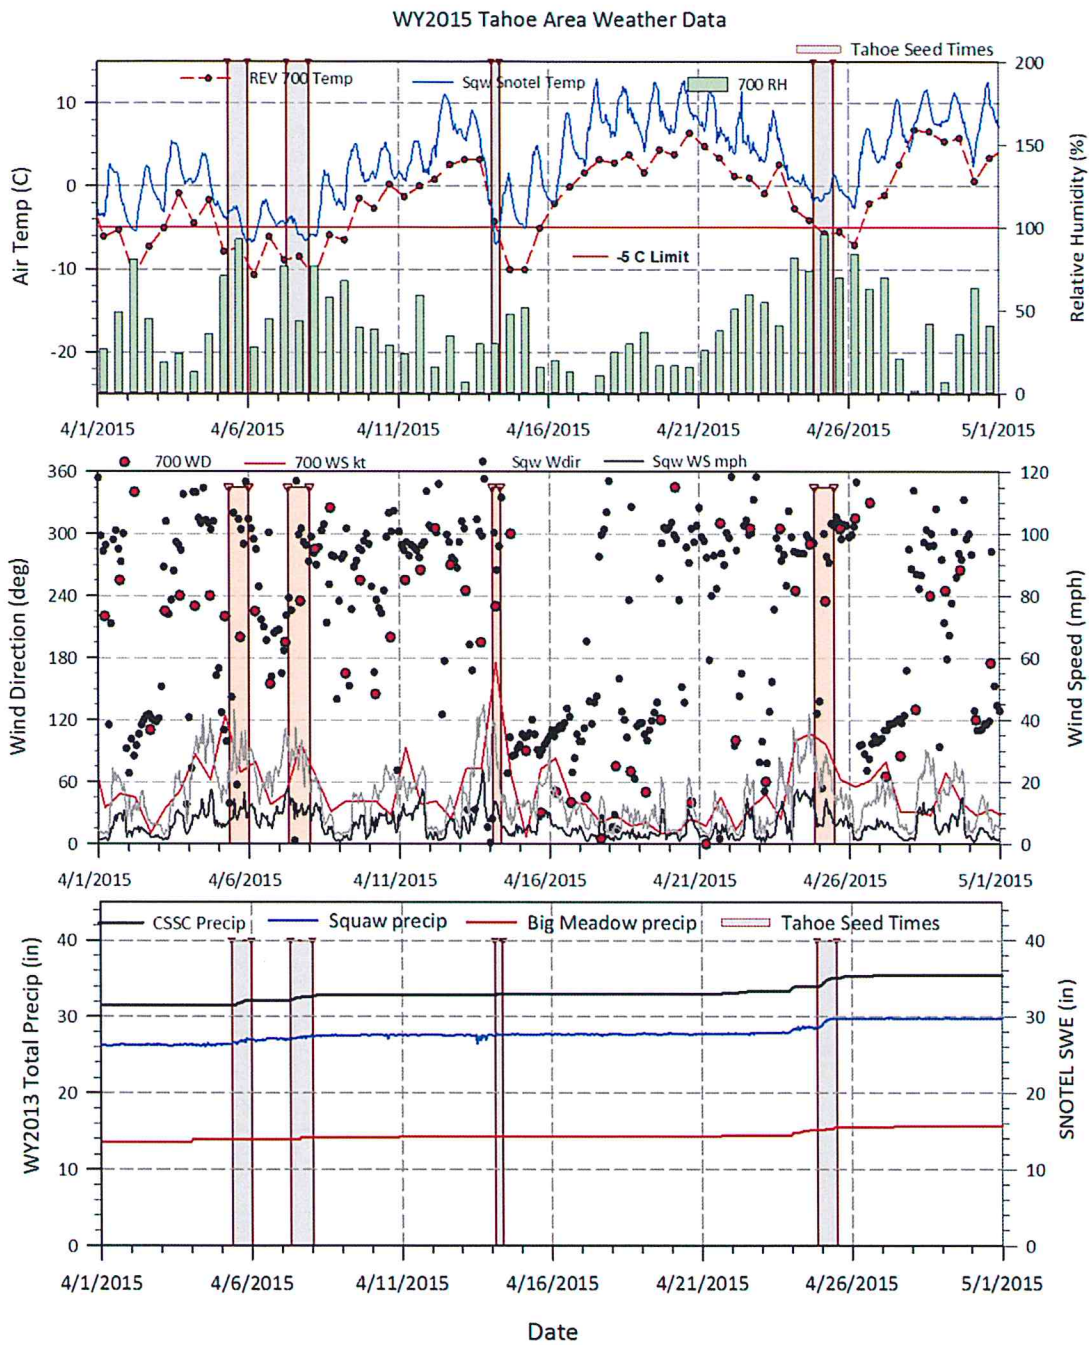 WY2015 Tahoe Area Weather Data
Tahoe Seed Times
REV 700 Temp
Sqw Snotel Temp
700 RH
Air Temp (C)
10
0
-10
-20
-5 C Limit
200
150
100
50
0
Relative Humidity (%)
4/1/2015 4/6/2015 4/11/2015 4/16/2015 4/21/2015 4/26/2015 5/1/2015
700 WD 700 WS kt Sqw Wdir Sqw WS mph
Wind Direction (deg)
360
300
240
180
120
60
0
120
100
80
60
40
20
0
Wind Speed (mph)
4/1/2015 4/6/2015 4/11/2015 4/16/2015 4/21/2015 4/26/2015 5/1/2015
CSSC Precip Squaw precip Big Meadow precip Tahoe Seed Times
WY2013 Total Precip (in)
40
30
20
10
0
40
30
20
10
0
SNOTEL SWE (in)
4/1/2015 4/6/2015 4/11/2015 4/16/2015 4/21/2015 4/26/2015 5/1/2015
Date